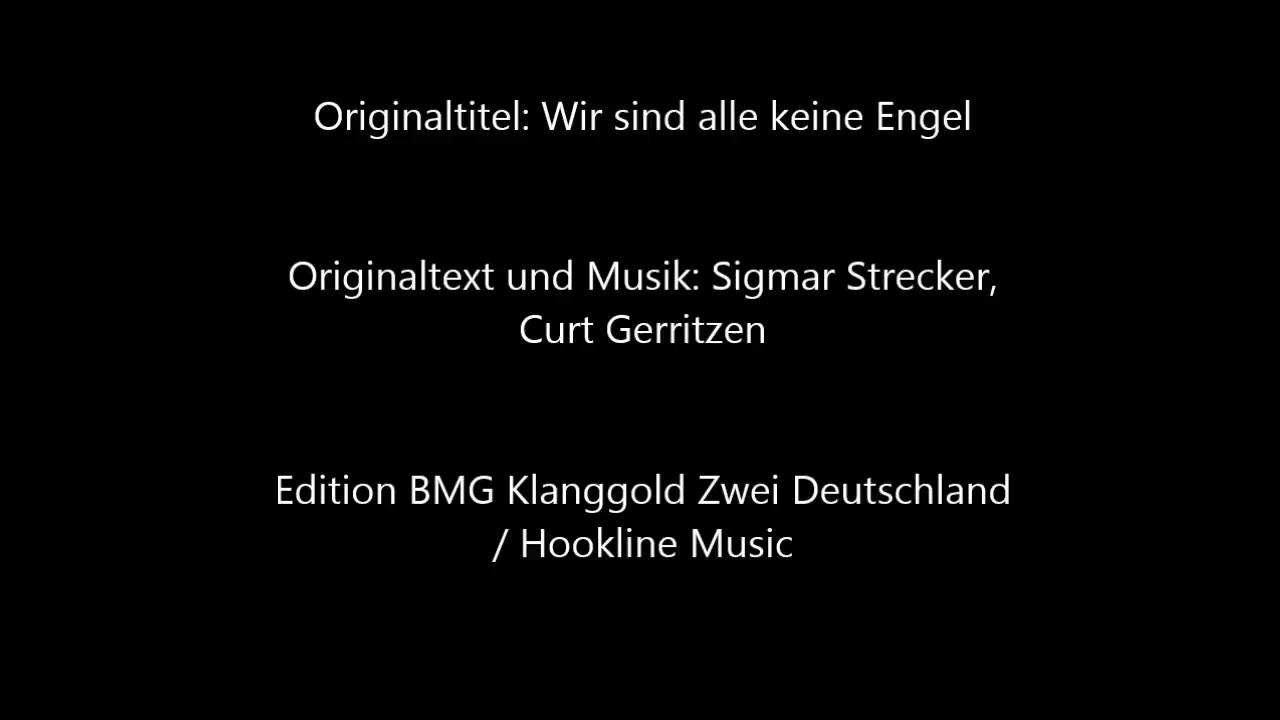 Originaltitel: Wir sind alle keine Engel
Originaltext und Musik: Sigmar Strecker,
Curt Gerritzen
Edition BMG Klanggold Zwei Deutschland
/ Hookline Music